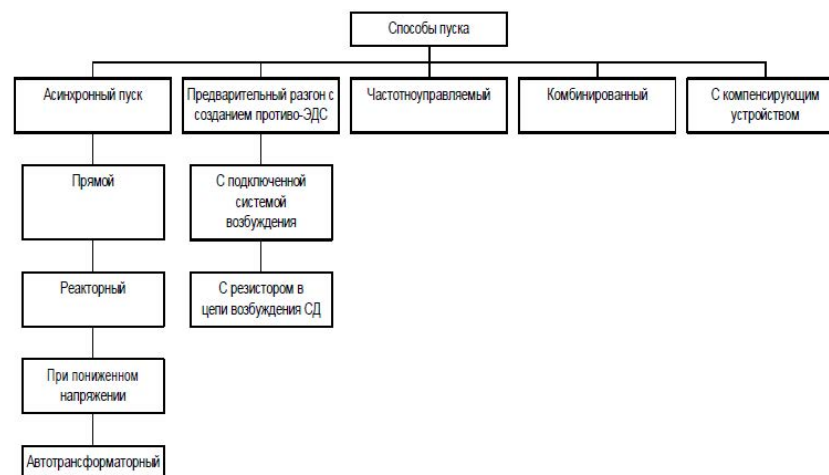 Способы пуска
Асинхронный пуск
Предварительный разгон с
созданием противо-ЭДС
Частотноуправляемый
Комбинированный
С компенсирующим
устройством
Прямой
С подключенной
системой
возбуждения
Реакторный
С резистором в
цепи возбуждения СД
При пониженном
напряжении
Автотрансформаторный